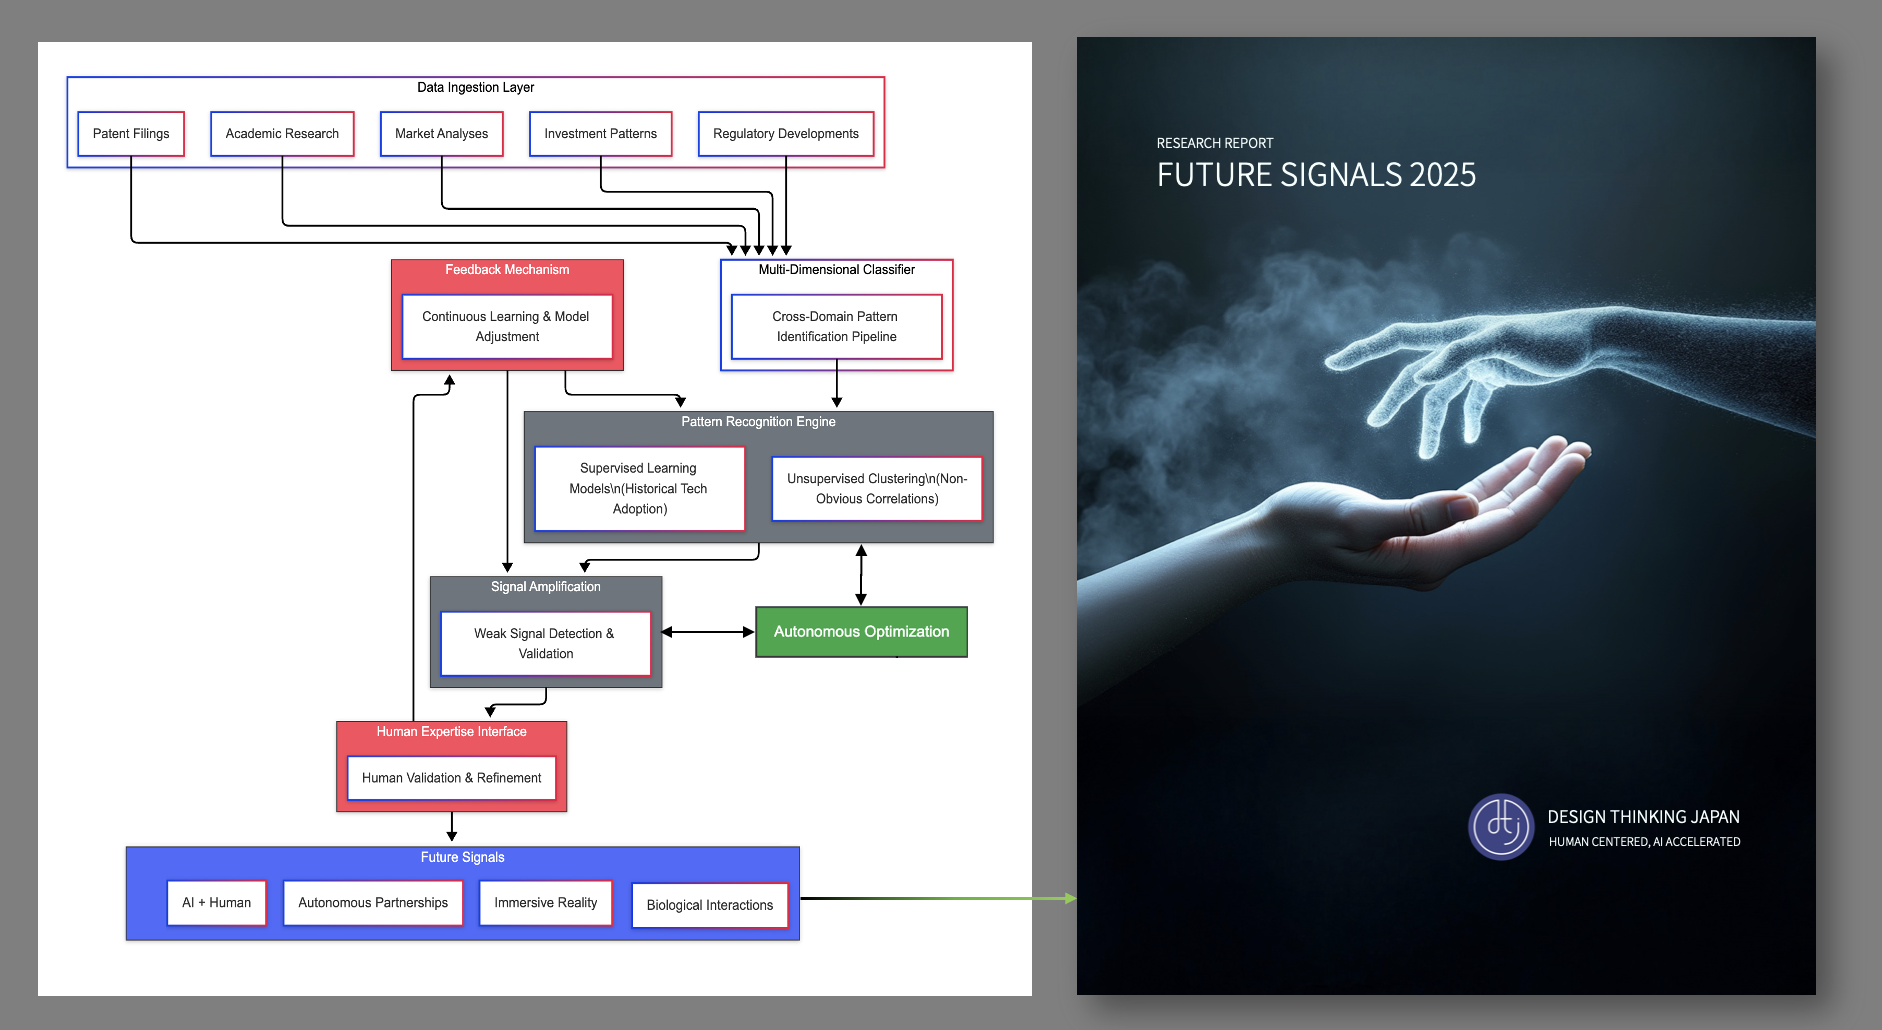 Data Ingestion Layer
Patent Filings
Academic Research
Market Analyses
Investment Patterns
Regulatory Developments
Feedback Mechanism
Continuous Learning & Model
Adjustment
Multi-Dimensional Classifier
Cross-Domain Pattern
Identification Pipeline
Pattern Recognition Engine
Supervised Learning
Models\n(Historical Tech
Adoption)
Unsupervised Clustering\n(Non-
Obvious Correlations)
Signal Amplification
Weak Signal Detection &
Validation
Autonomous Optimization
Human Expertise Interface
Human Validation & Refinement
Future Signals
AI + Human
Autonomous Partnerships
Immersive Reality
Biological Interactions
RESEARCH REPORT
FUTURE SIGNALS 2025
dtj
DESIGN THINKING JAPAN
HUMAN CENTERED, AI ACCELERATED